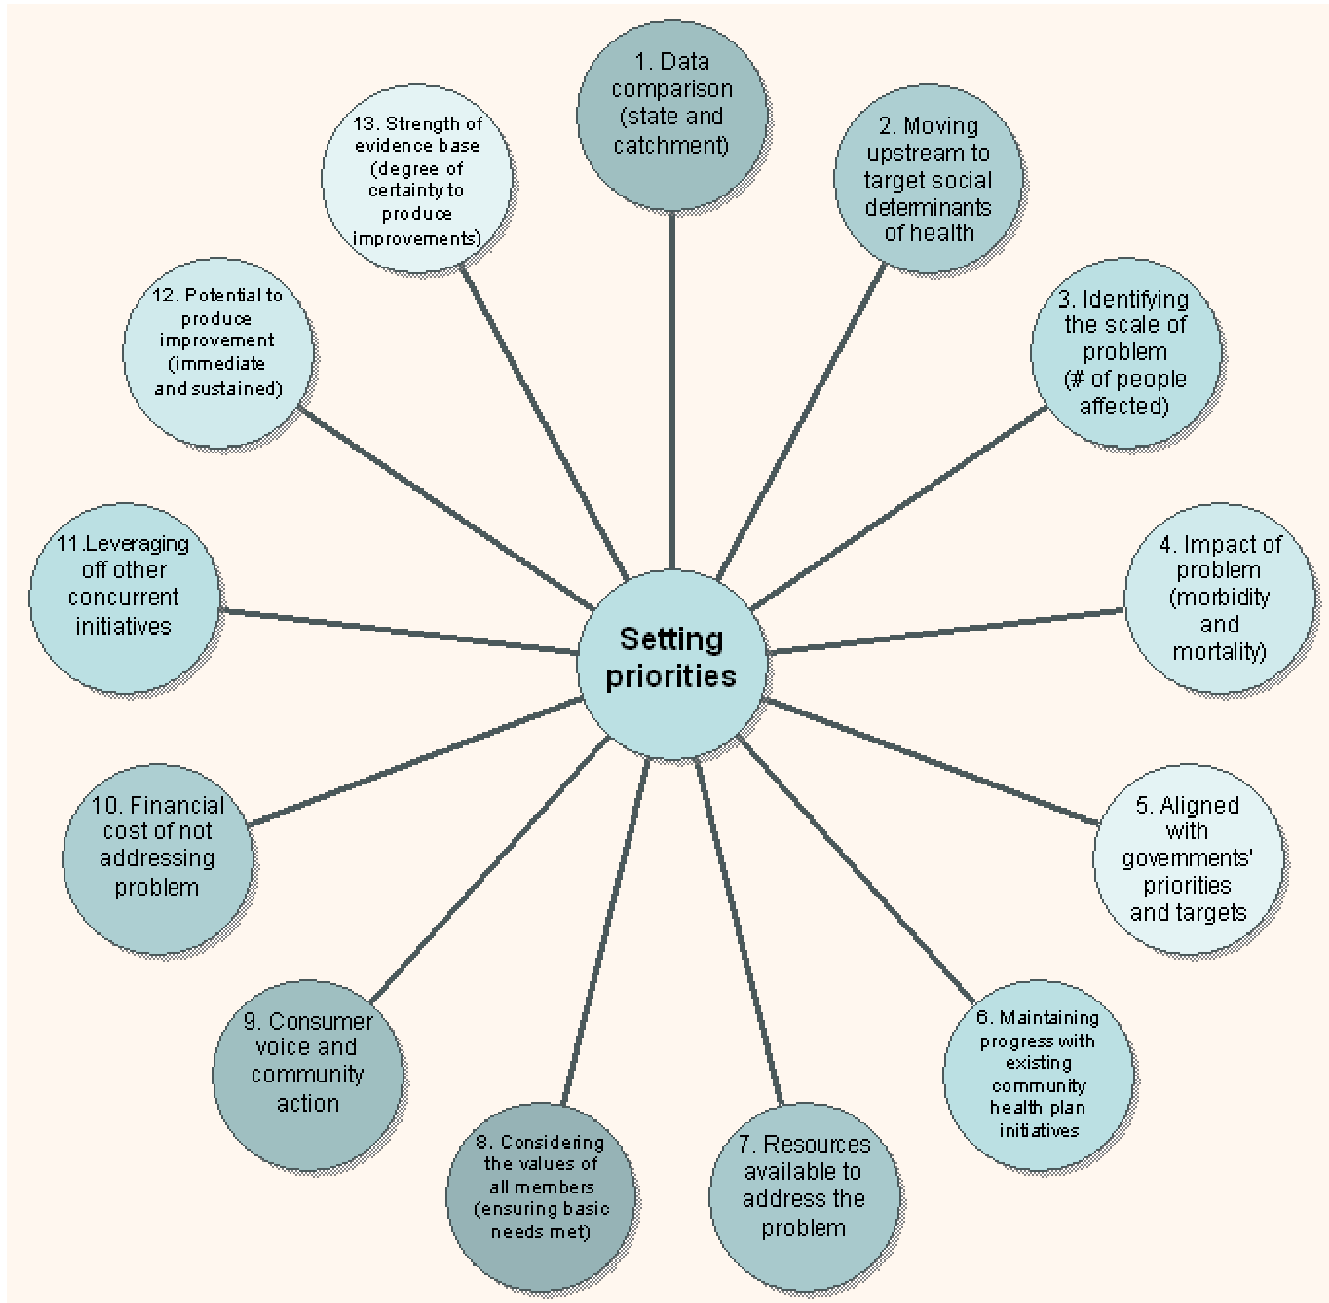 1. Data
comparison
(state and
catchment)
2. Moving
upstream to
target social
determinants
of health
3. Identifying
the scale of
problem
(# of people
affected)
4. Impact of
problem
(morbidity
and
mortality)
5. Aligned
with
governments'
priorities
and targets
6. Maintaining
progress with
existing
community
health plan
initiatives
7. Resources
available to
address the
problem
8. Considering
the values of
all members
(ensuring basic
needs met)
9. Consumer
voice and
community
action
10. Financial
cost of not
addressing
problem
11.Leveraging
off other
concurrent
initiatives
12. Potential to
produce
improvement
(immediate
and sustained)
13. Strength of
evidence base
(degree of
certainty to
produce
improvements)
Setting
priorities